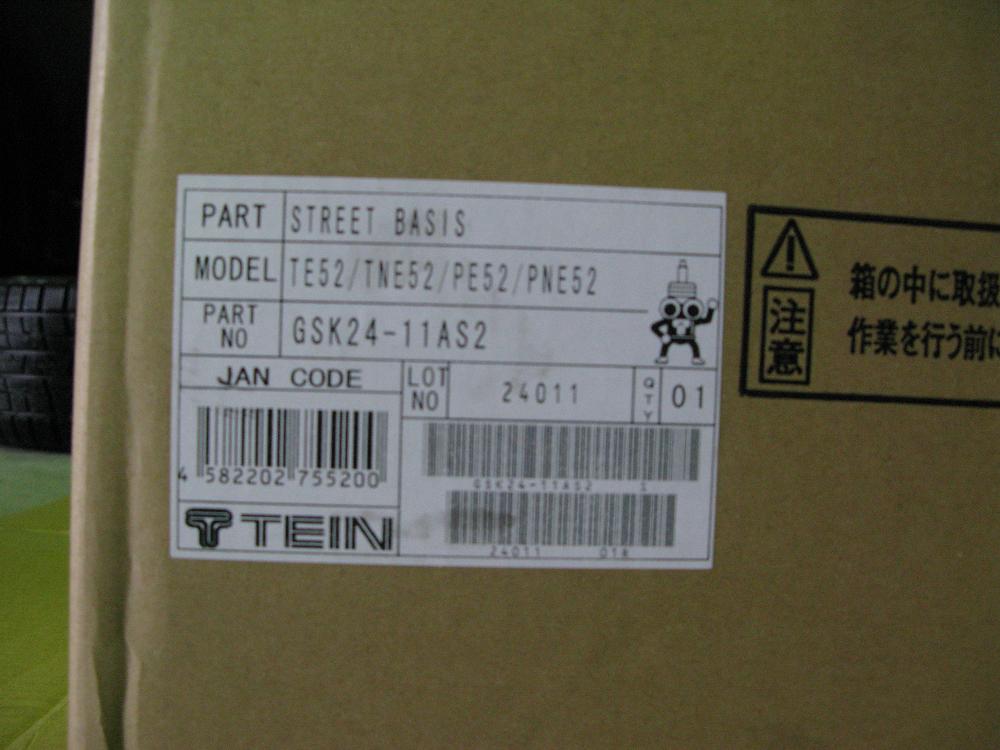 PART STREET BASIS
MODEL TE52/TNE52/PE52/PNE52
PART NO GSK24-11AS2
JAN CODE
LOT NO 24011 QTY 01
4 582202 755200
GSK24-11AS2 1
TEIN
24011
注意
箱の中に取扱
作業を行う前に